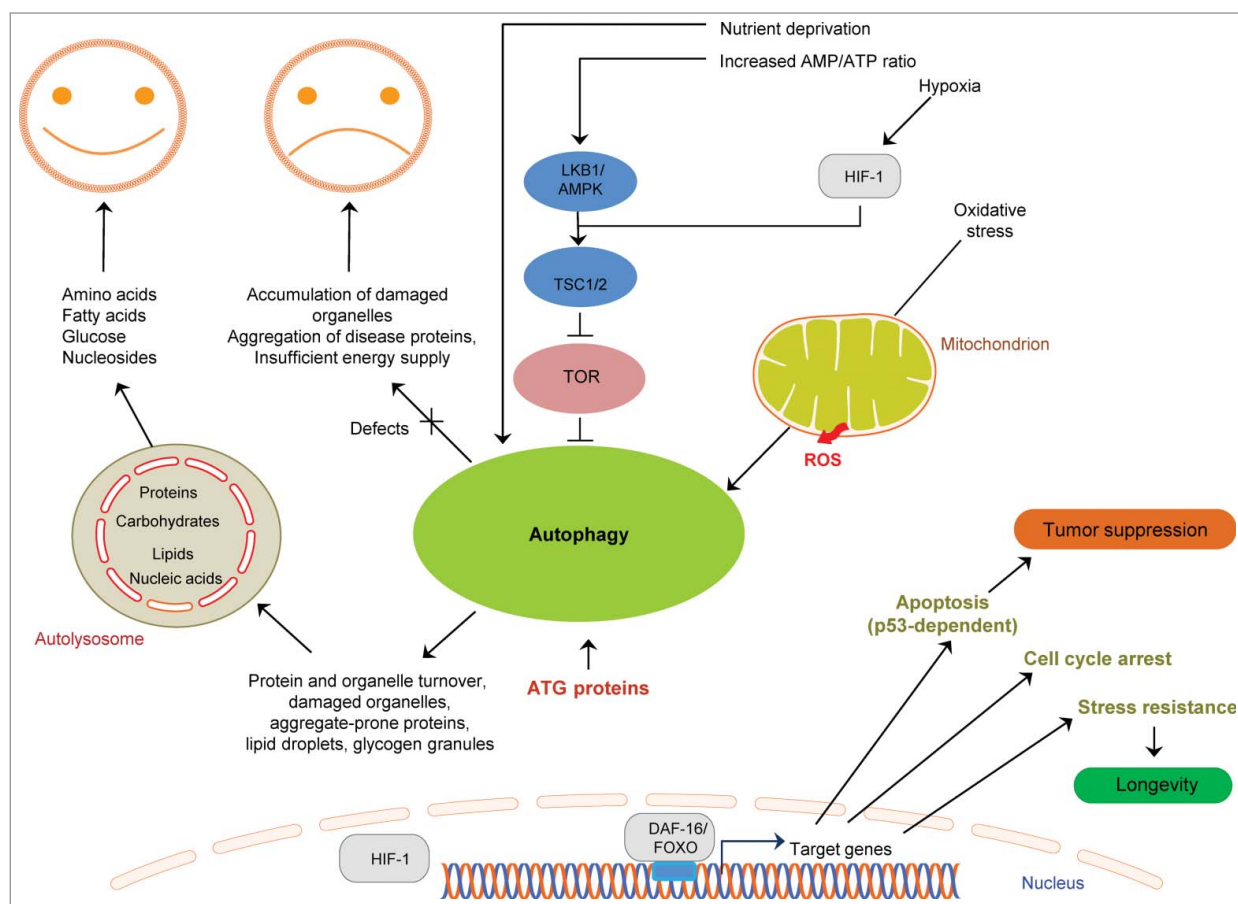 Nutrient deprivation
Increased AMP/ATP ratio
Hypoxia
LKB1/
AMPK
HIF-1
Oxidative
stress
TSC1/2
Amino acids
Fatty acids
Glucose
Nucleosides
Accumulation of damaged
organelles
Aggregation of disease proteins,
Insufficient energy supply
Mitochondrion
TOR
Defects
ROS
Proteins
Carbohydrates
Lipids
Nucleic acids
Autophagy
Autolysosome
Tumor suppression
Apoptosis
(p53-dependent)
Cell cycle arrest
Protein and organelle turnover,
damaged organelles,
aggregate-prone proteins,
lipid droplets, glycogen granules
ATG proteins
Stress resistance
Longevity
HIF-1
DAF-16/
FOXO
Target genes
Nucleus